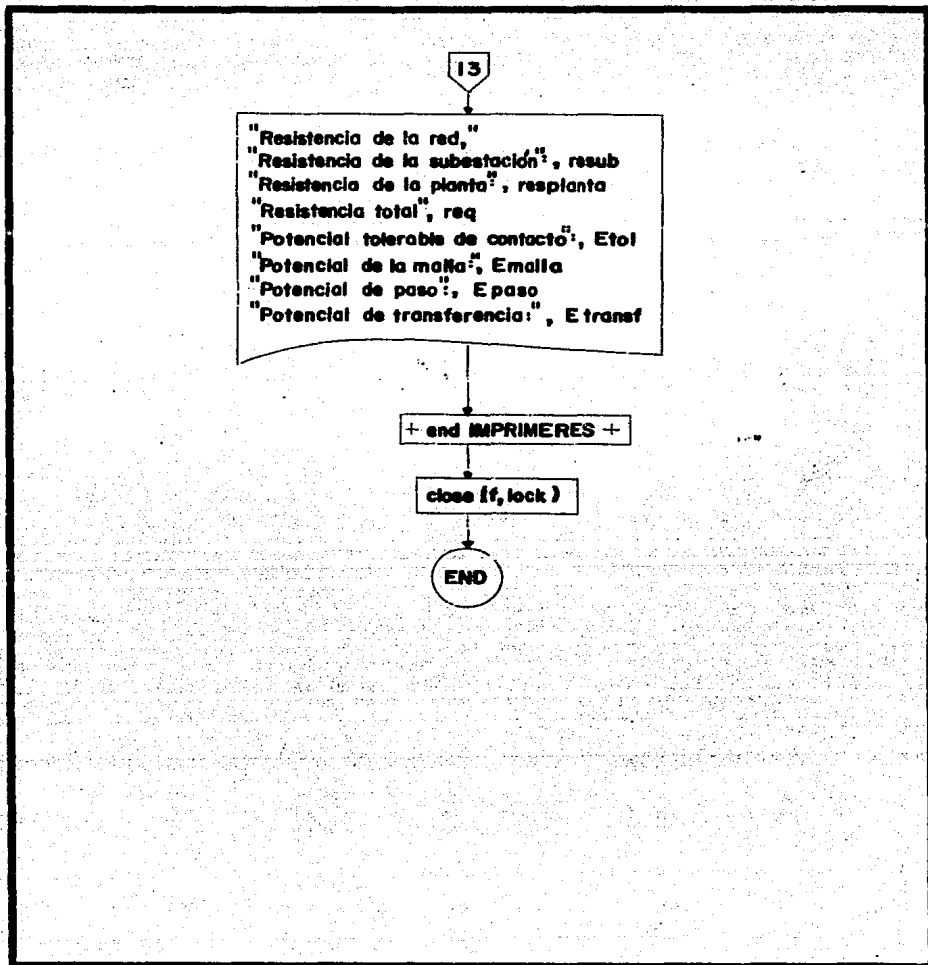 13
"Resistencia de la red,"
"Resistencia de la subestación":, resub
"Resistencia de la planta":, resplanta
"Resistencia total", req
"Potencial tolerable de contacto":, Etol
"Potencial de la malla:", Emalla
"Potencial de paso":, Epaso
"Potencial de transferencia:", Etransf
+ end IMPRIMERES +
close (f, lock)
END